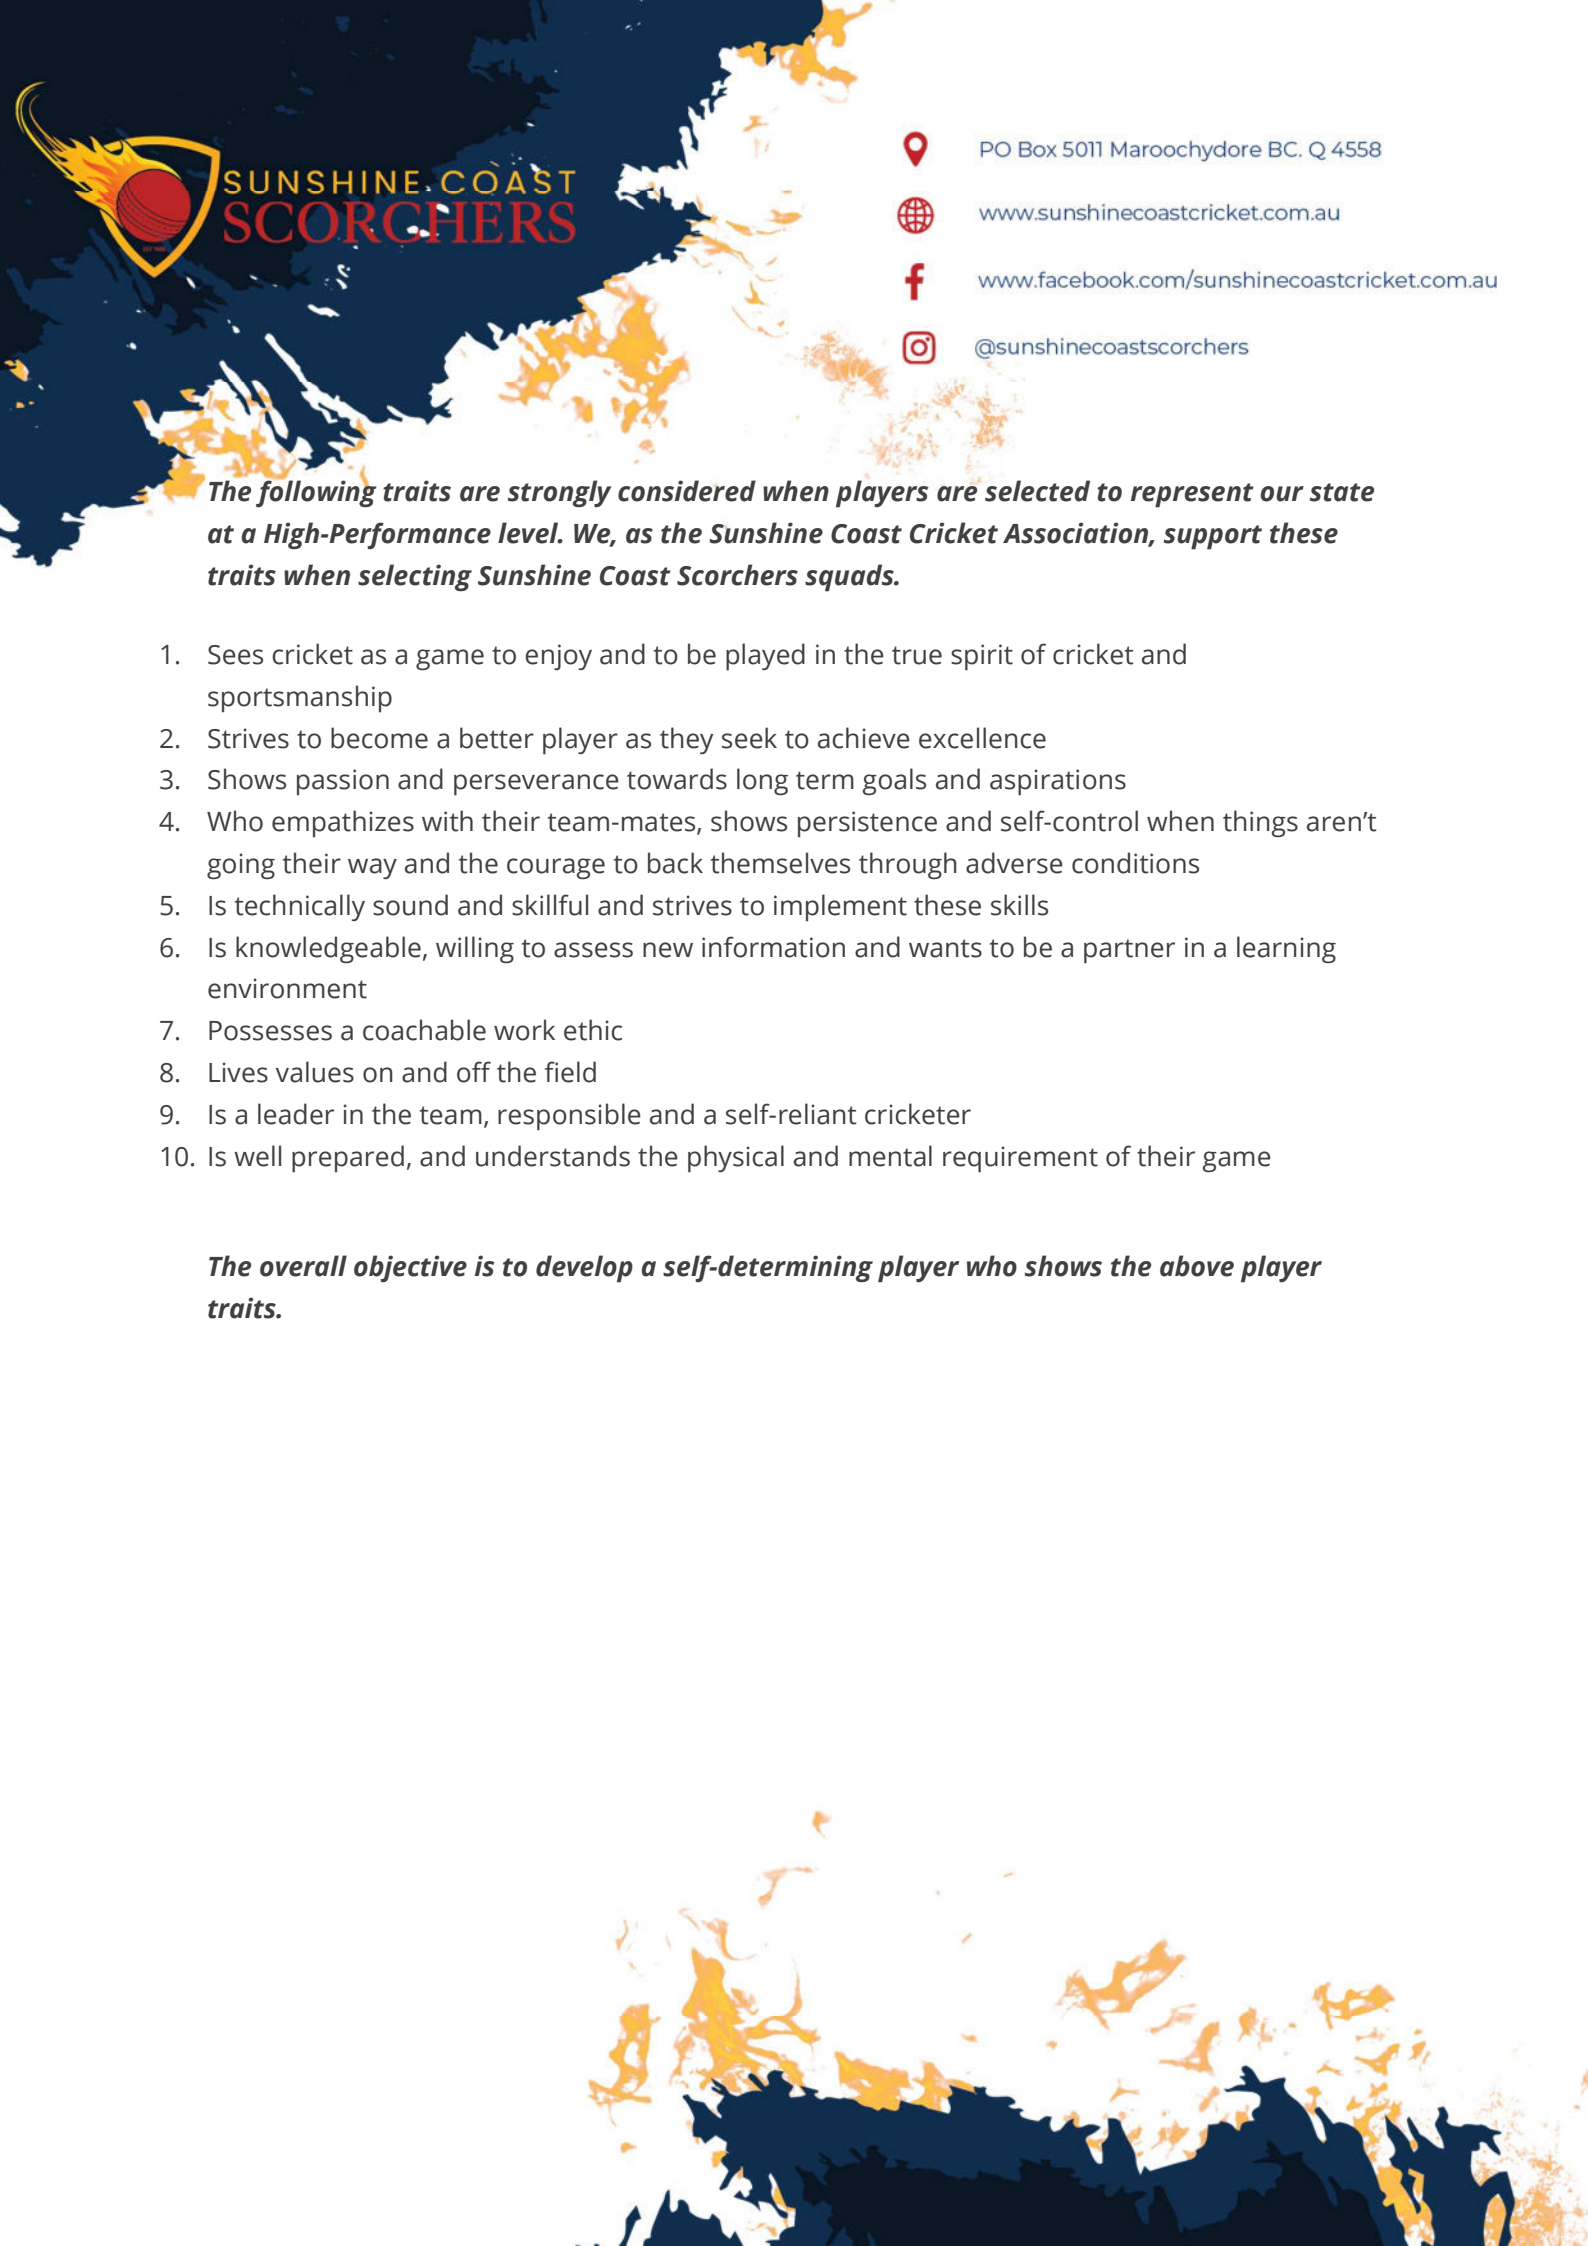 SUNSHINE COAST
SCORCHERS
PO Box 5011 Maroochydore BC. Q 4558
www.sunshinecoastcricket.com.au
www.facebook.com/sunshinecoastcricket.com.au
@sunshinecoastscorchers
The following traits are strongly considered when players are selected to represent our state
at a High-Performance level. We, as the Sunshine Coast Cricket Association, support these
traits when selecting Sunshine Coast Scorchers squads.
1. Sees cricket as a game to enjoy and to be played in the true spirit of cricket and
sportsmanship
2. Strives to become a better player as they seek to achieve excellence
3. Shows passion and perseverance towards long term goals and aspirations
4. Who empathizes with their team-mates, shows persistence and self-control when things aren’t
going their way and the courage to back themselves through adverse conditions
5. Is technically sound and skillful and strives to implement these skills
6. Is knowledgeable, willing to assess new information and wants to be a partner in a learning
environment
7. Possesses a coachable work ethic
8. Lives values on and off the field
9. Is a leader in the team, responsible and a self-reliant cricketer
10. Is well prepared, and understands the physical and mental requirement of their game
The overall objective is to develop a self-determining player who shows the above player
traits.